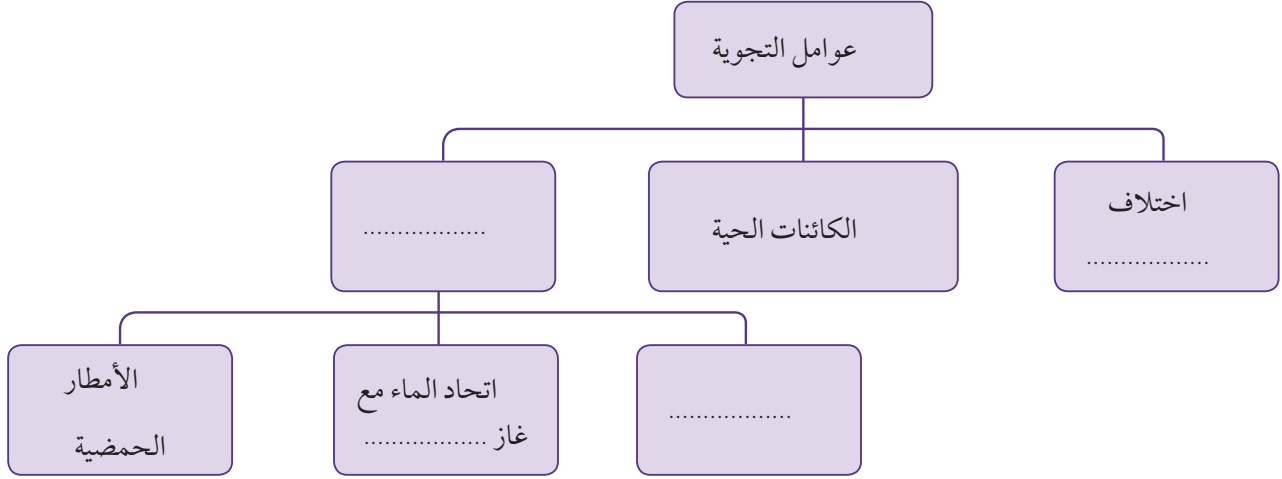 عوامل التجوية
اختلاف
..................
الكائنات الحية
..................
..................
اتحاد الماء مع
غاز ..................
الأمطار
الحمضية